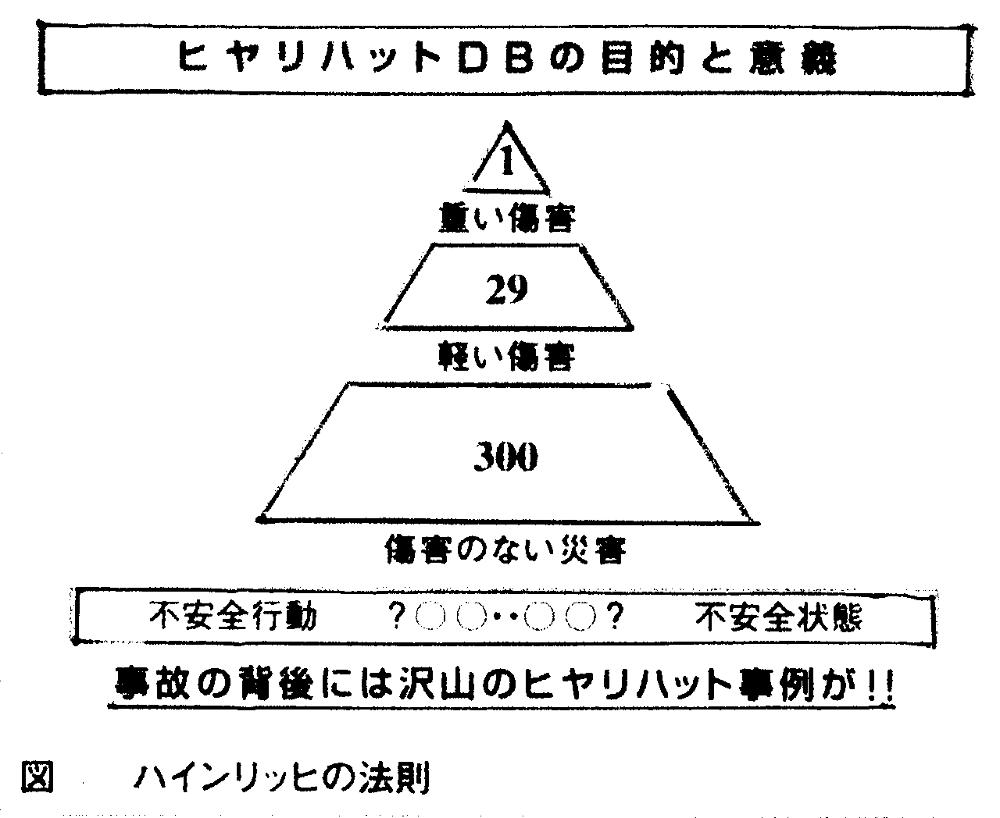 ヒヤリハットDBの目的と意義
1
重い傷害
29
軽い傷害
300
傷害のない災害
不安全行動 ?○○・・○○? 不安全状態
事故の背後には沢山のヒヤリハット事例が!!
図 ハインリッヒの法則